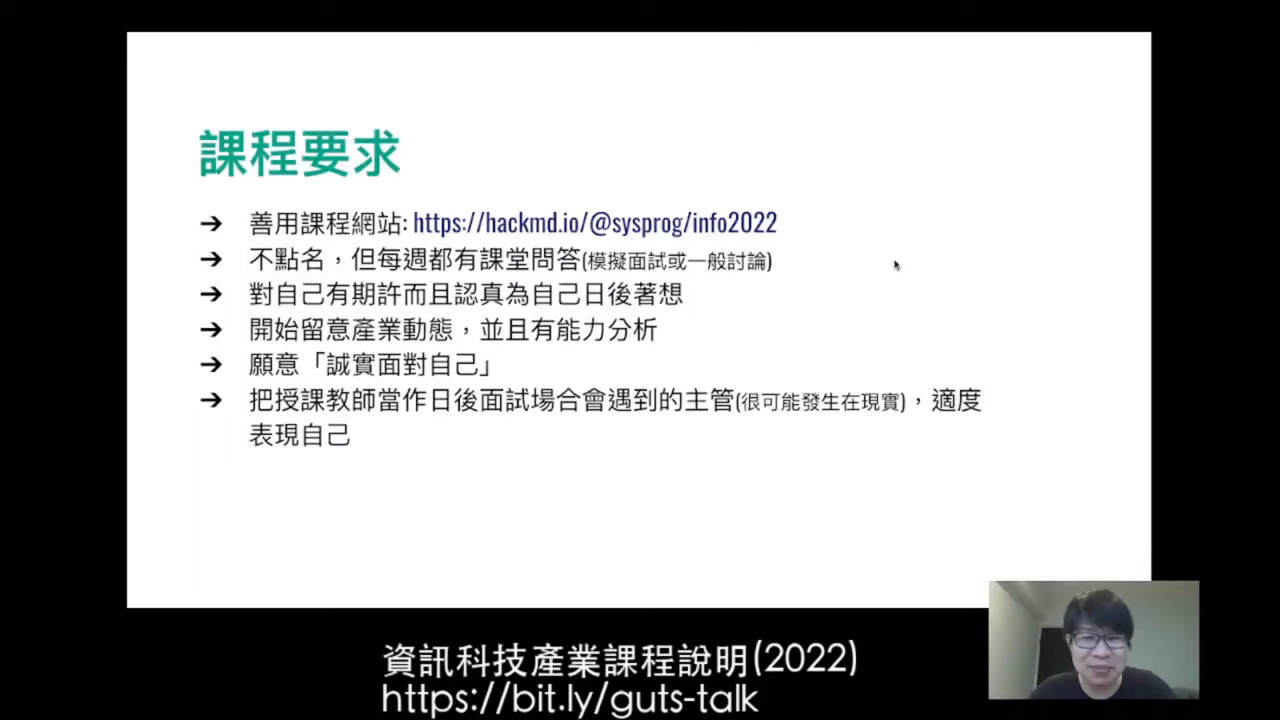 課程要求
➔ 善用課程網站: https://hackmd.io/@sysprog/info2022
➔ 不點名，但每週都有課堂問答(模擬面試或一般討論)
➔ 對自己有期許而且認真為自己日後著想
➔ 開始留意產業動態，並且有能力分析
➔ 願意「誠實面對自己」
➔ 把授課教師當作日後面試場合會遇到的主管(很可能發生在現實)，適度
表現自己
資訊科技產業課程說明(2022)
https://bit.ly/guts-talk